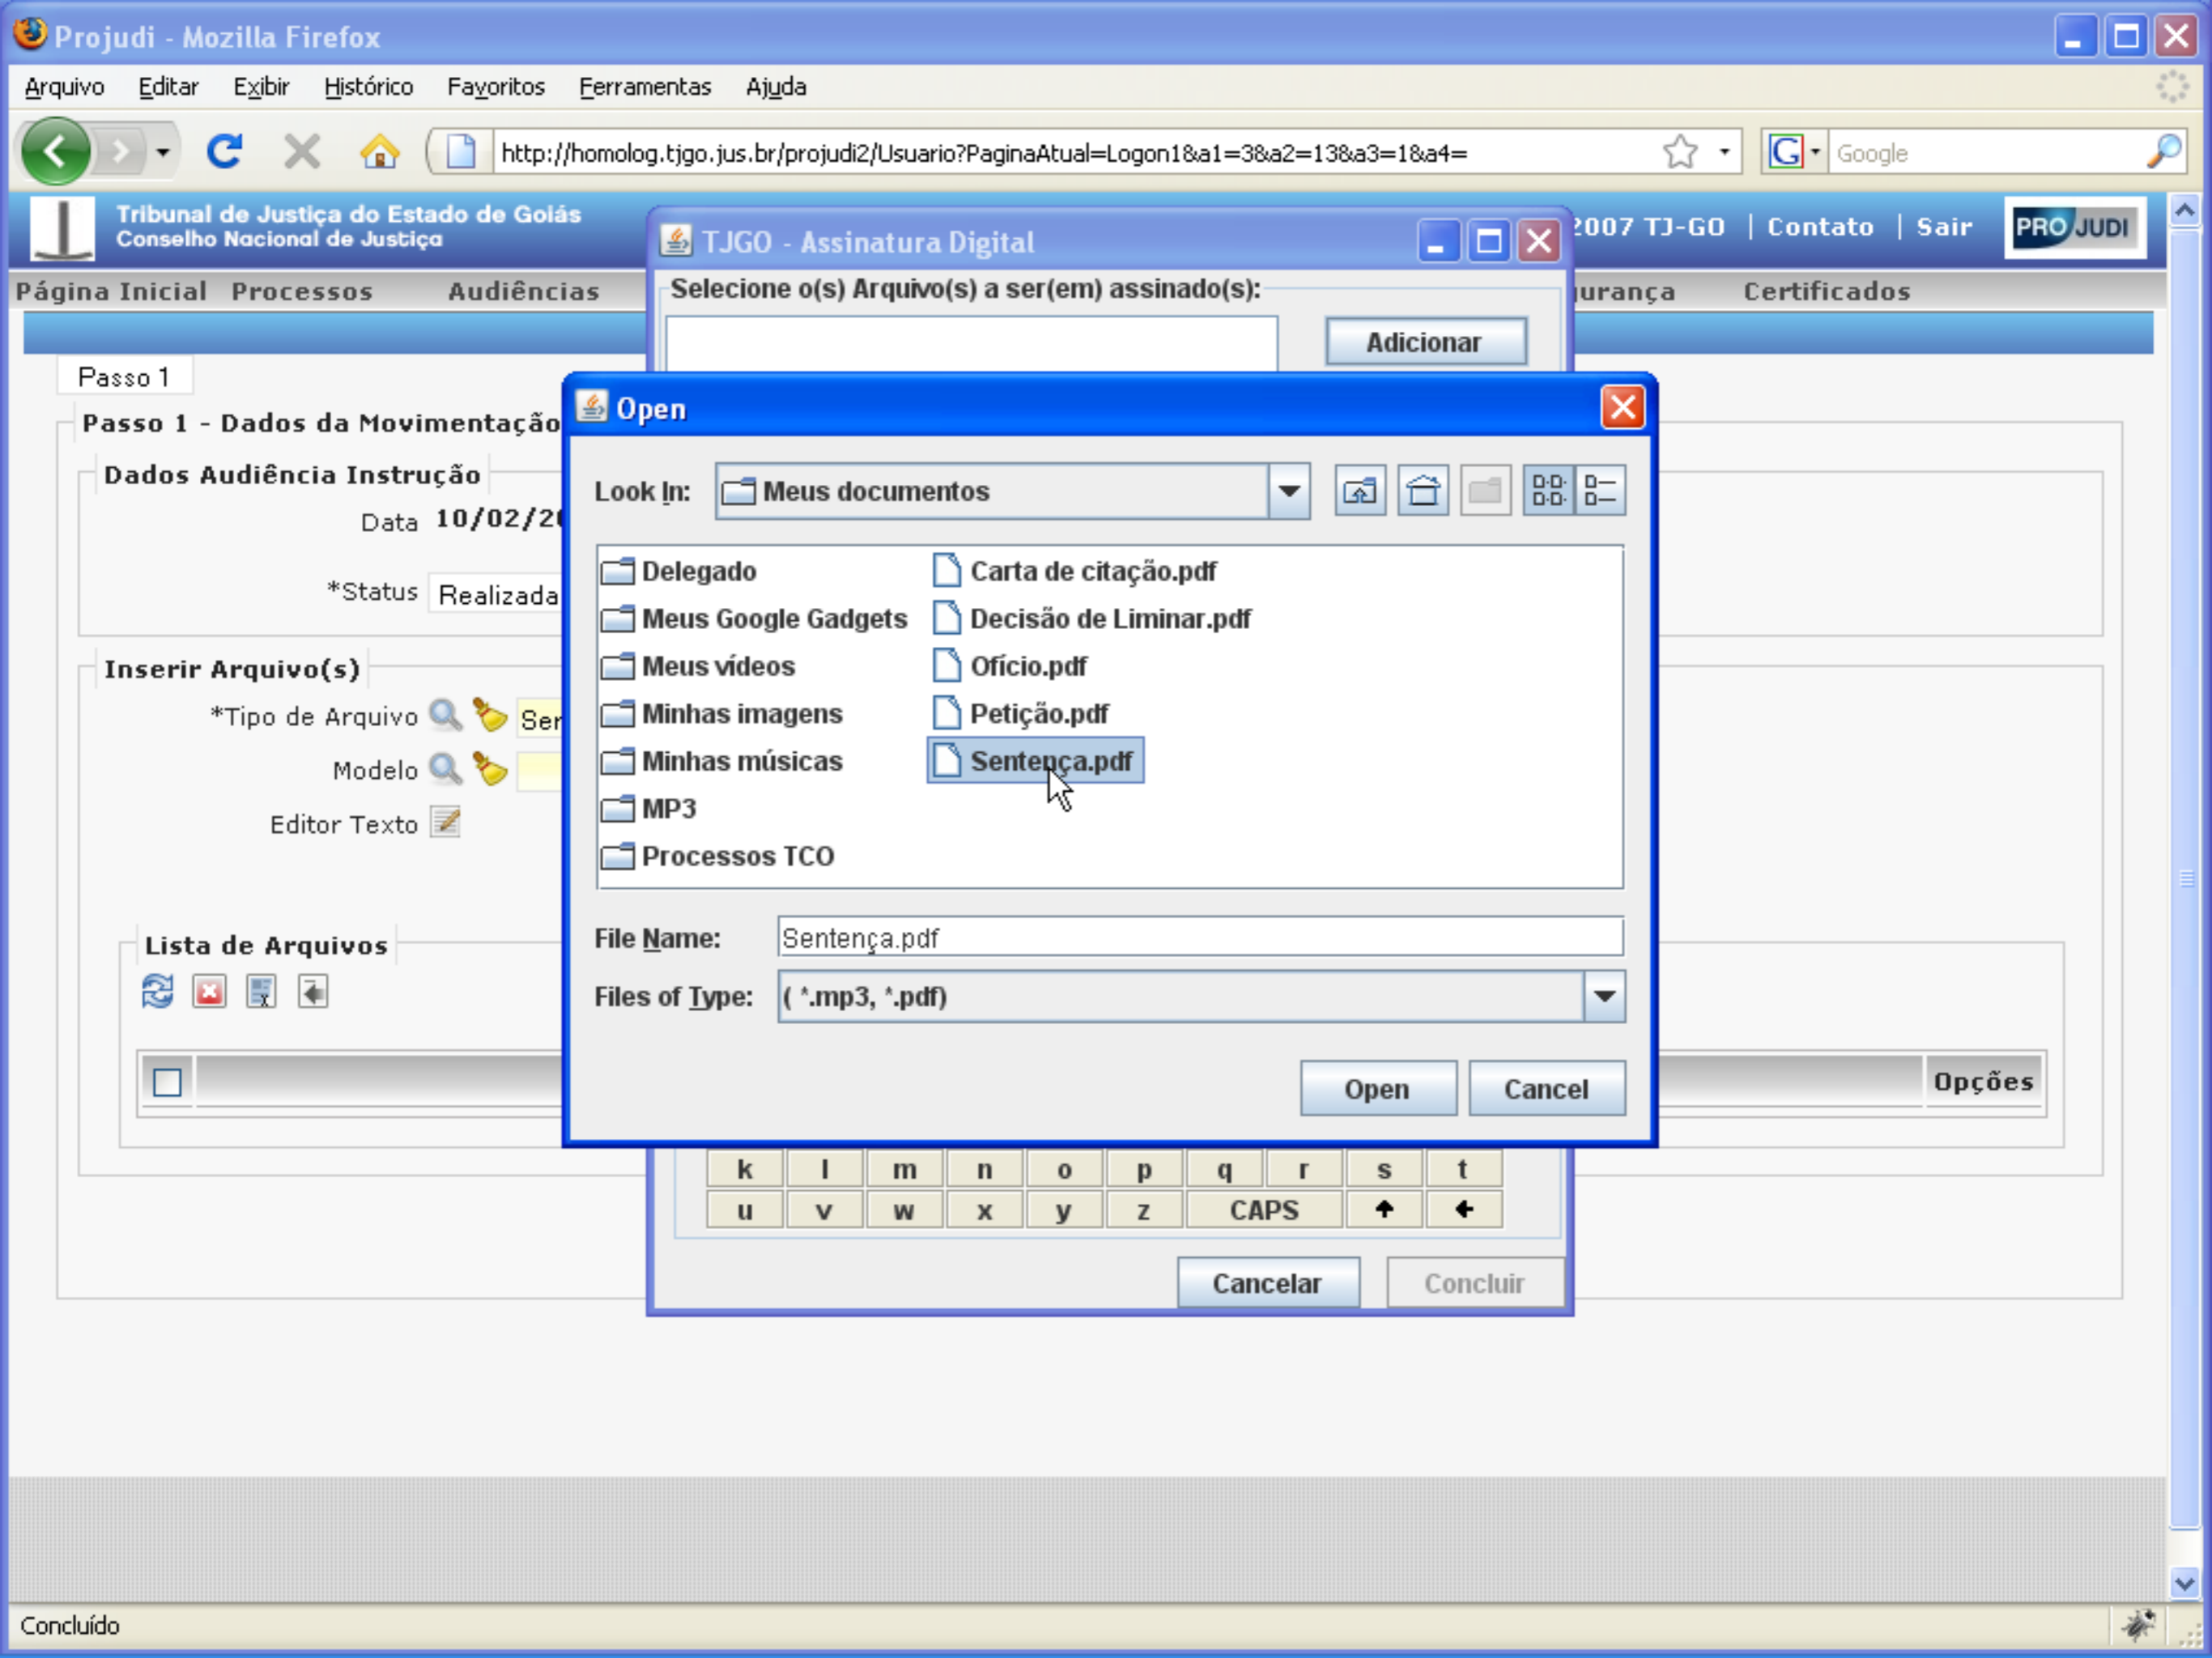 Projudi - Mozilla Firefox
Arquivo Editar Exibir Histórico Favoritos Ferramentas Ajuda
http://homolog.tjgo.jus.br/projudi2/Usuario?PaginaAtual=Logon1&a1=3&a2=13&a3=1&a4=
Google
Tribunal de Justiça do Estado de Goiás
Conselho Nacional de Justiça
2007 TJ-GO | Contato | Sair
PROJUDI
Página Inicial Processos Audiências urança Certificados
TJGO - Assinatura Digital
Selecione o(s) Arquivo(s) a ser(em) assinado(s):
Adicionar
Passo 1
Passo 1 - Dados da Movimentação
Dados Audiência Instrução
Data 10/02/20
*Status Realizada
Inserir Arquivo(s)
*Tipo de Arquivo Ser
Modelo
Editor Texto
Lista de Arquivos
Opções
Open
Look In: Meus documentos
Delegado
Meus Google Gadgets
Meus vídeos
Minhas imagens
Minhas músicas
MP3
Processos TCO
Carta de citação.pdf
Decisão de Liminar.pdf
Ofício.pdf
Petição.pdf
Sentença.pdf
File Name: Sentença.pdf
Files of Type: ( *.mp3, *.pdf)
Open Cancel
k l m n o p q r s t
u v w x y z CAPS
Cancelar Concluir
Concluído